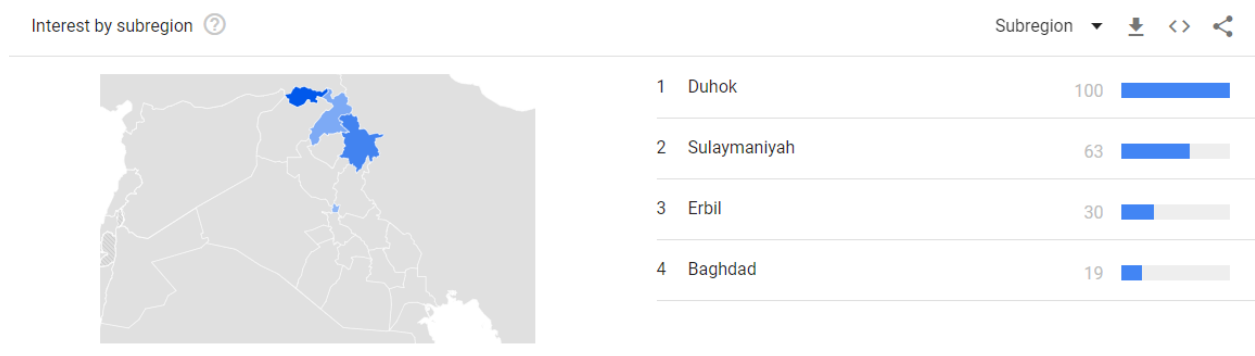 Interest by subregion
Subregion
1 Duhok 100
2 Sulaymaniyah 63
3 Erbil 30
4 Baghdad 19